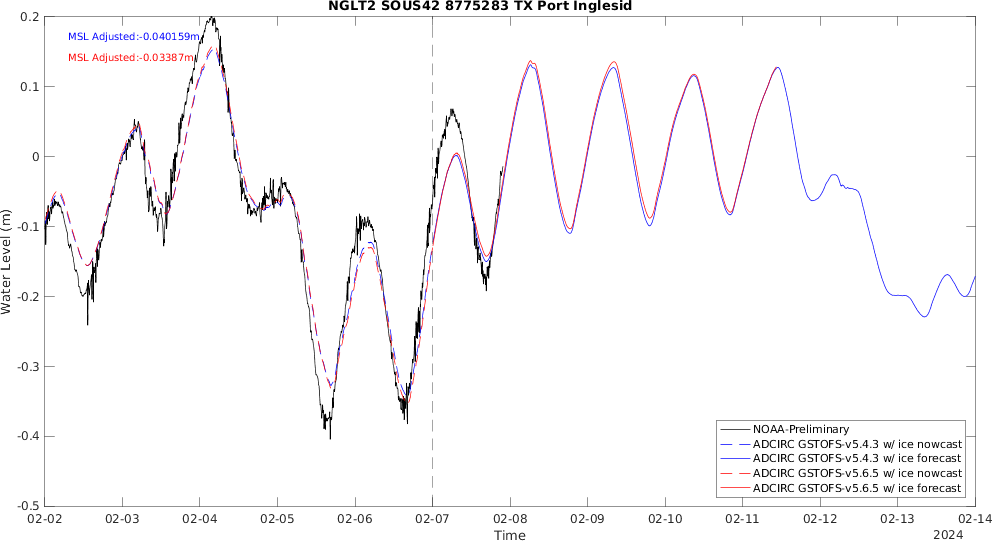 NGLT2 SOUS42 8775283 TX Port Inglesid
MSL Adjusted:-0.040159m
MSL Adjusted:-0.03387m
Water Level (m)
0.2
0.1
0
-0.1
-0.2
-0.3
-0.4
-0.5
NOAA-Preliminary
ADCIRC GSTOFS-v5.4.3 w/ ice nowcast
ADCIRC GSTOFS-v5.4.3 w/ ice forecast
ADCIRC GSTOFS-v5.6.5 w/ ice nowcast
ADCIRC GSTOFS-v5.6.5 w/ ice forecast
02-02 02-03 02-04 02-05 02-06 02-07 02-08 02-09 02-10 02-11 02-12 02-13 02-14
Time
2024